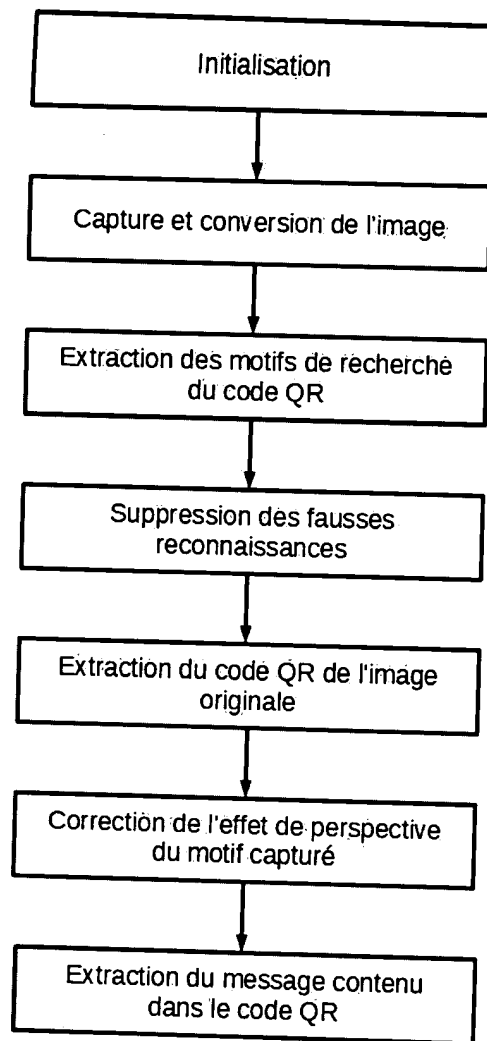 Initialisation
Capture et conversion de l'image
Extraction des motifs de recherche
du code QR
Suppression des fausses
reconnaissances
Extraction du code QR de l'image
originale
Correction de l'effet de perspective
du motif capturé
Extraction du message contenu
dans le code QR